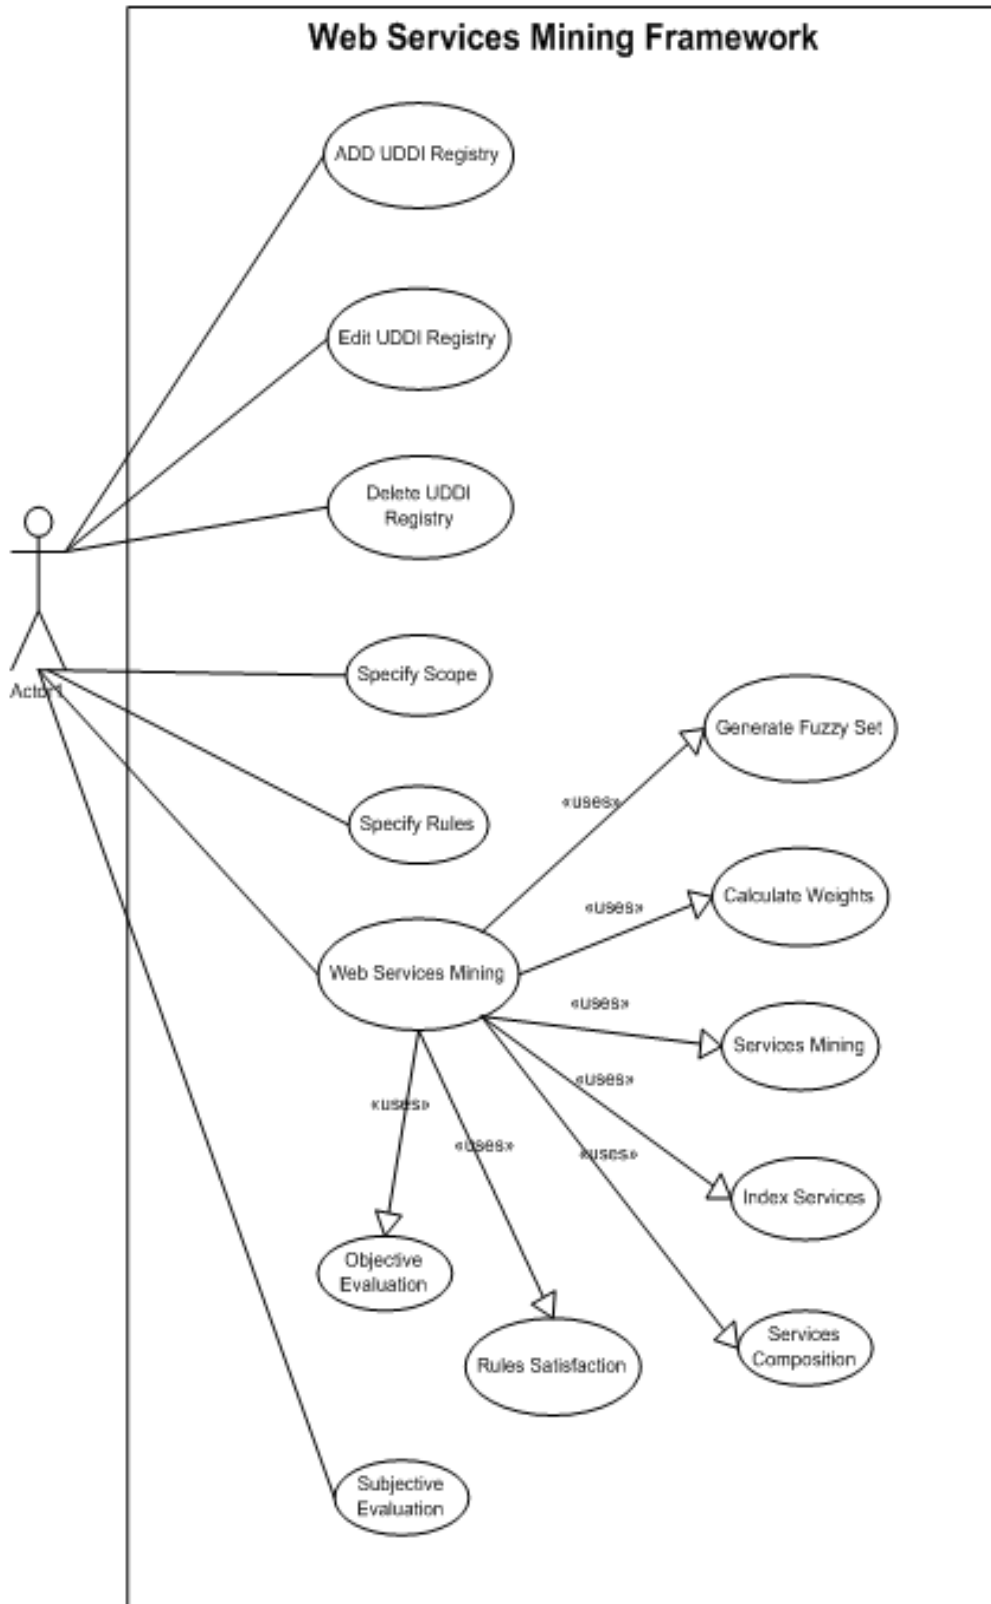 Web Services Mining Framework
ADD UDDI Registry
Edit UDDI Registry
Delete UDDI
Registry
Actor1
Specify Scope
Generate Fuzzy Set
«uses»
Specify Rules
Calculate Weights
«uses»
Web Services Mining
«uses»
Services Mining
«uses»
«uses»
«uses»
«uses»
Index Services
Objective
Evaluation
Rules Satisfaction
Services
Composition
Subjective
Evaluation